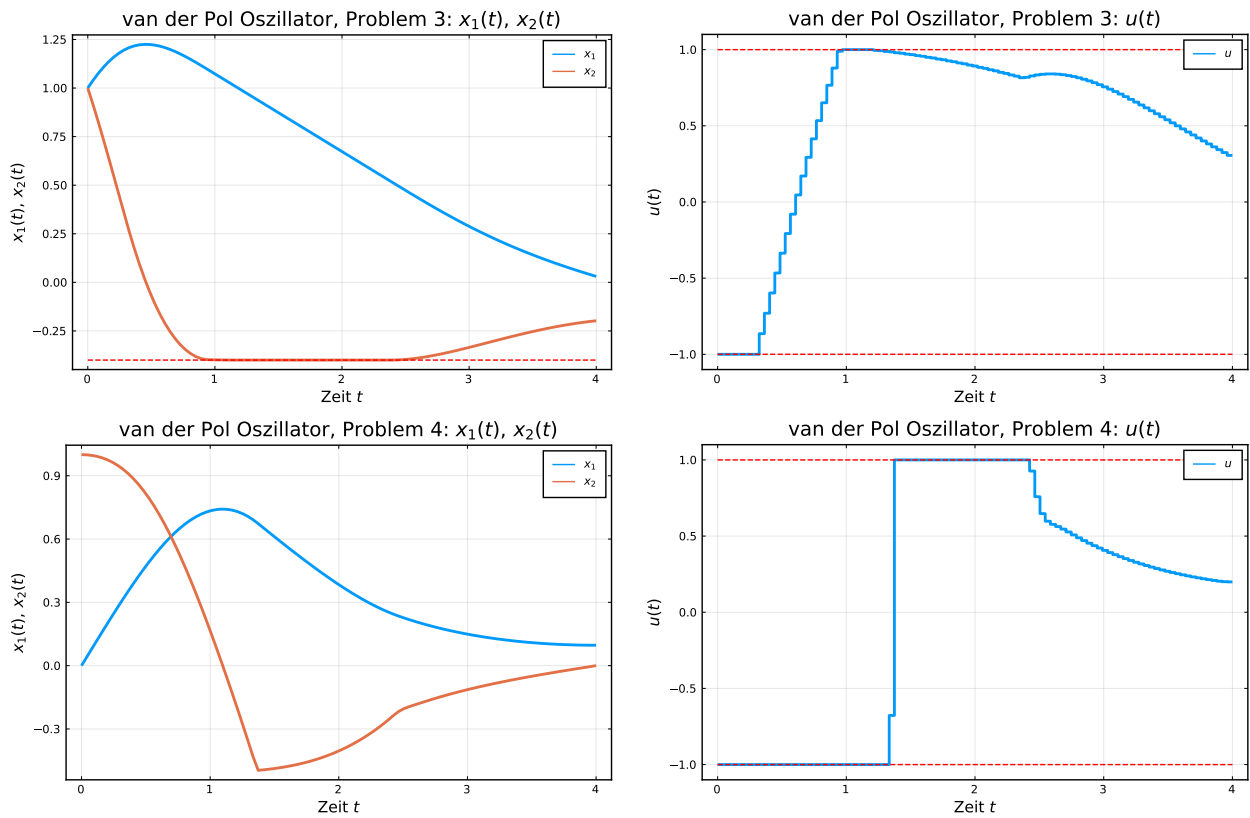 van der Pol Oszillator, Problem 3: x₁(t), x₂(t)
1.25
1.00
0.75
0.50
0.25
0.00
−0.25
x₁(t), x₂(t)
x₁
x₂
0 1 2 3 4
Zeit t
van der Pol Oszillator, Problem 3: u(t)
1.0
0.5
0.0
−0.5
−1.0
u(t)
u
0 1 2 3 4
Zeit t
van der Pol Oszillator, Problem 4: x₁(t), x₂(t)
0.9
0.6
0.3
0.0
−0.3
x₁(t), x₂(t)
x₁
x₂
0 1 2 3 4
Zeit t
van der Pol Oszillator, Problem 4: u(t)
1.0
0.5
0.0
−0.5
−1.0
u(t)
u
0 1 2 3 4
Zeit t